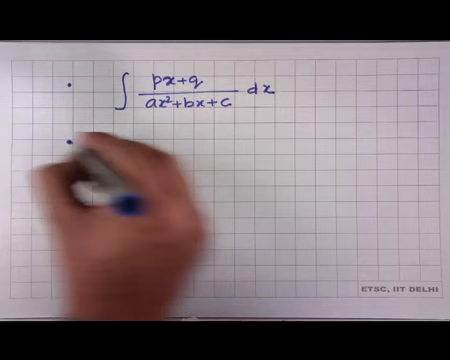 • ∫ (px+q)/(ax²+bx+c) dx
•
ETSC, IIT DELHI